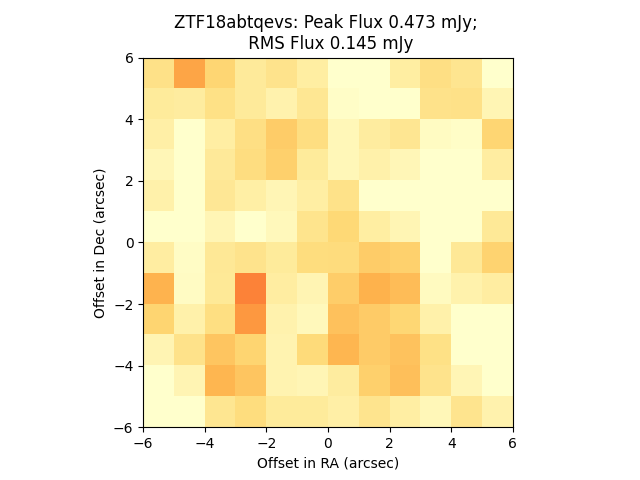 ZTF18abtqevs: Peak Flux 0.473 mJy;
RMS Flux 0.145 mJy
6
4
2
0
−2
−4
−6
Offset in Dec (arcsec)
−6 −4 −2 0 2 4 6
Offset in RA (arcsec)